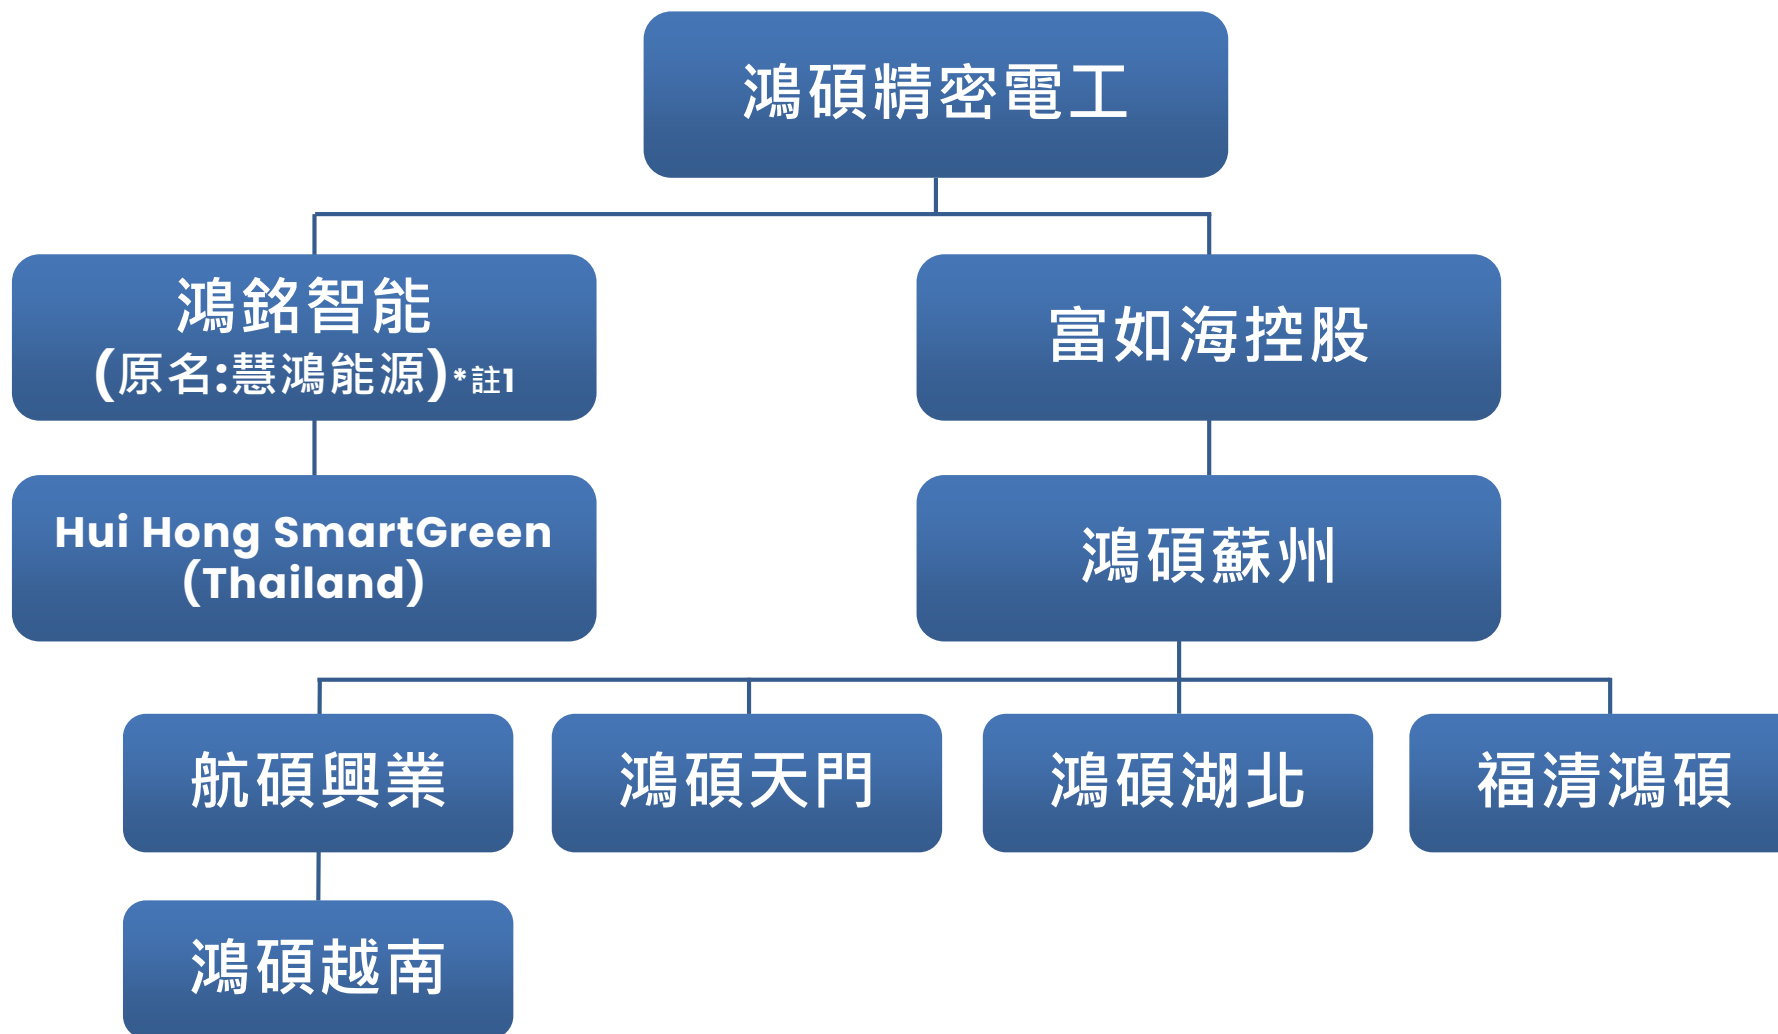 鴻碩精密電工
鴻銘智能
(原名:慧鴻能源)*註1
富如海控股
Hui Hong SmartGreen
(Thailand)
鴻碩蘇州
航碩興業
鴻碩天門
鴻碩湖北
福清鴻碩
鴻碩越南